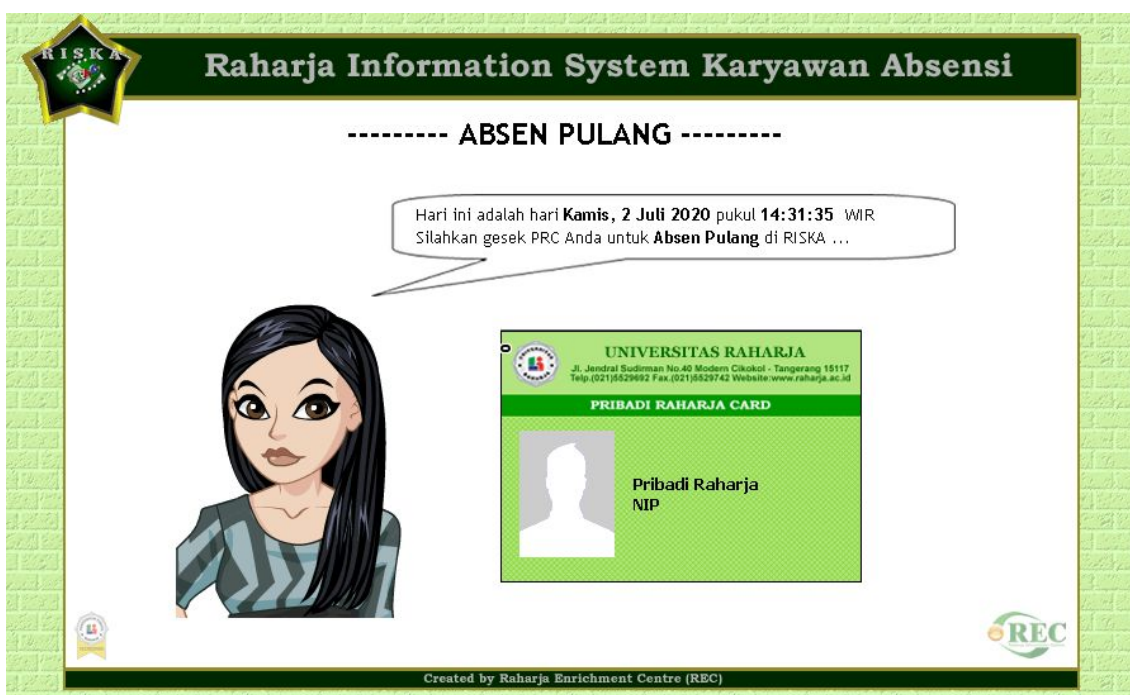 RISKA
Raharja Information System Karyawan Absensi
--------- ABSEN PULANG ---------
Hari ini adalah hari Kamis, 2 Juli 2020 pukul 14:31:35 WIR
Silahkan gesek PRC Anda untuk Absen Pulang di RISKA ...
UNIVERSITAS RAHARJA
Jl. Jendral Sudirman No.40 Modern Cikokol - Tangerang 15117
Telp.(021)5529692 Fax.(021)5529742 Website:www.raharja.ac.id
PRIBADI RAHARJA CARD
Pribadi Raharja
NIP
REC
Created by Raharja Enrichment Centre (REC)